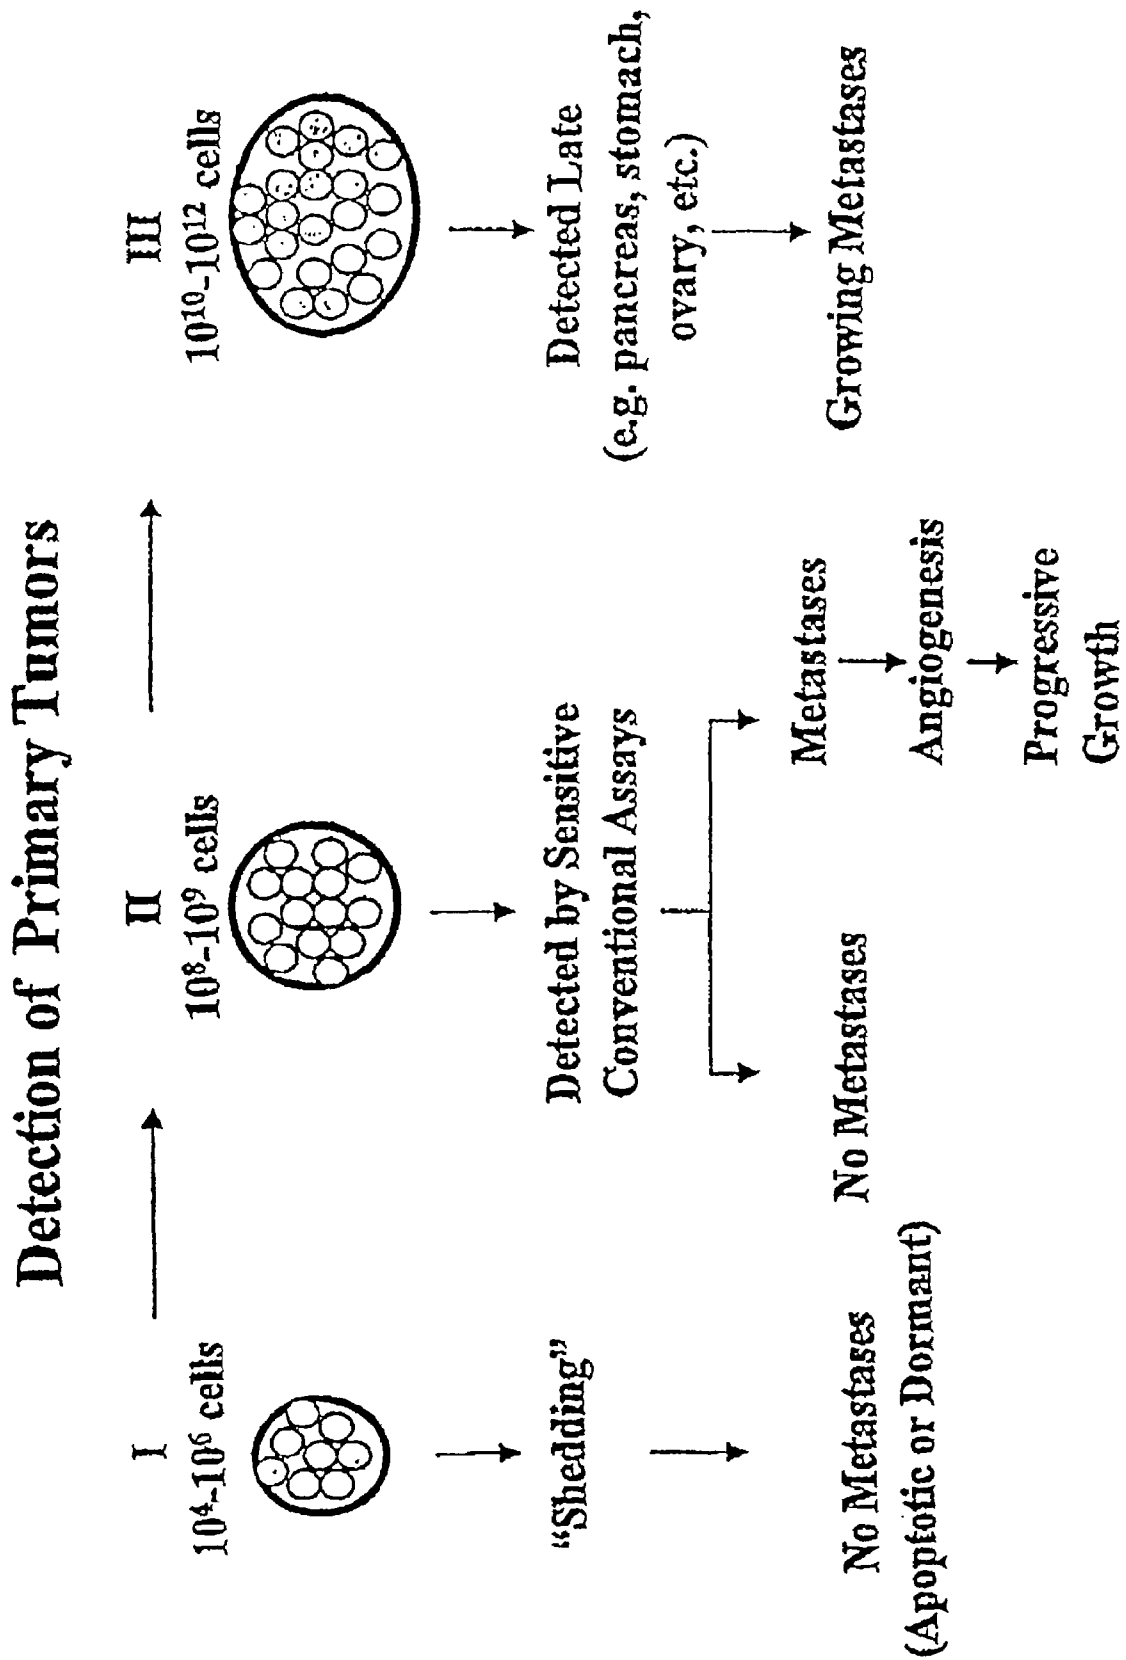 Detection of Primary Tumors
I
10⁴-10⁶ cells
"Shedding"
No Metastases
(Apoptotic or Dormant)
II
10⁸-10⁹ cells
Detected by Sensitive
Conventional Assays
No Metastases
Metastases
Angiogenesis
Progressive
Growth
III
10¹⁰-10¹² cells
Detected Late
(e.g. pancreas, stomach,
ovary, etc.)
Growing Metastases